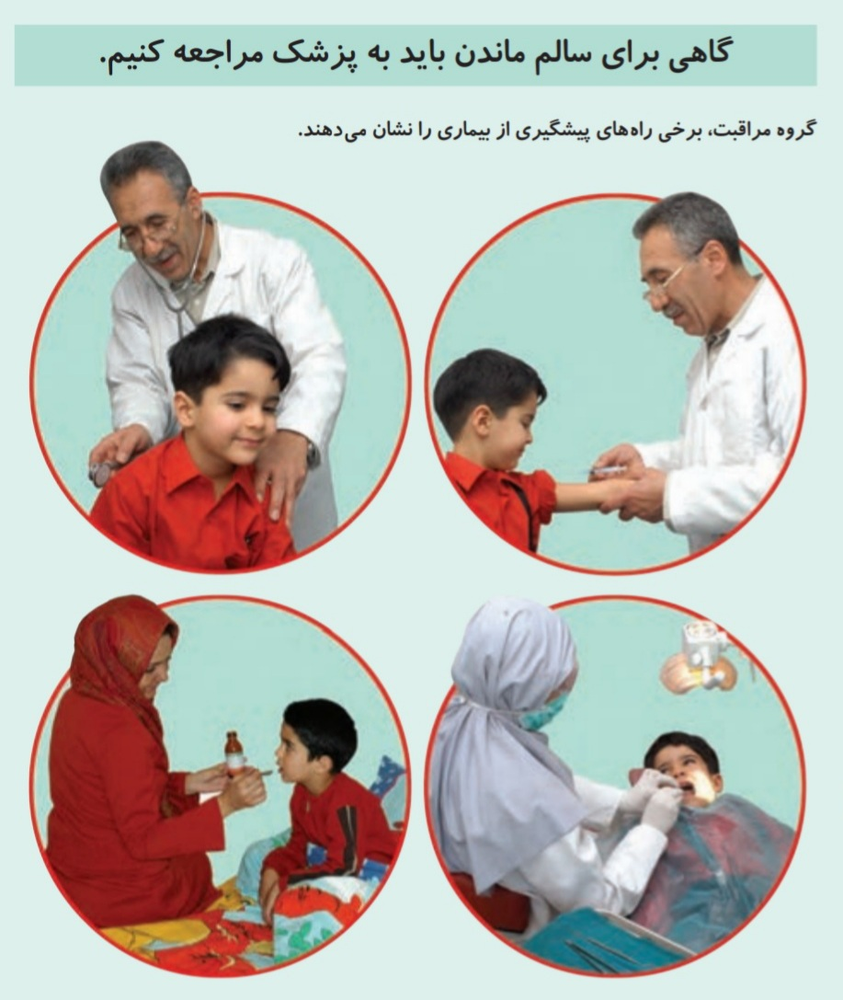 گاهی برای سالم ماندن باید به پزشک مراجعه کنیم.
گروه مراقبت، برخی راه‌های پیشگیری از بیماری را نشان می‌دهند.